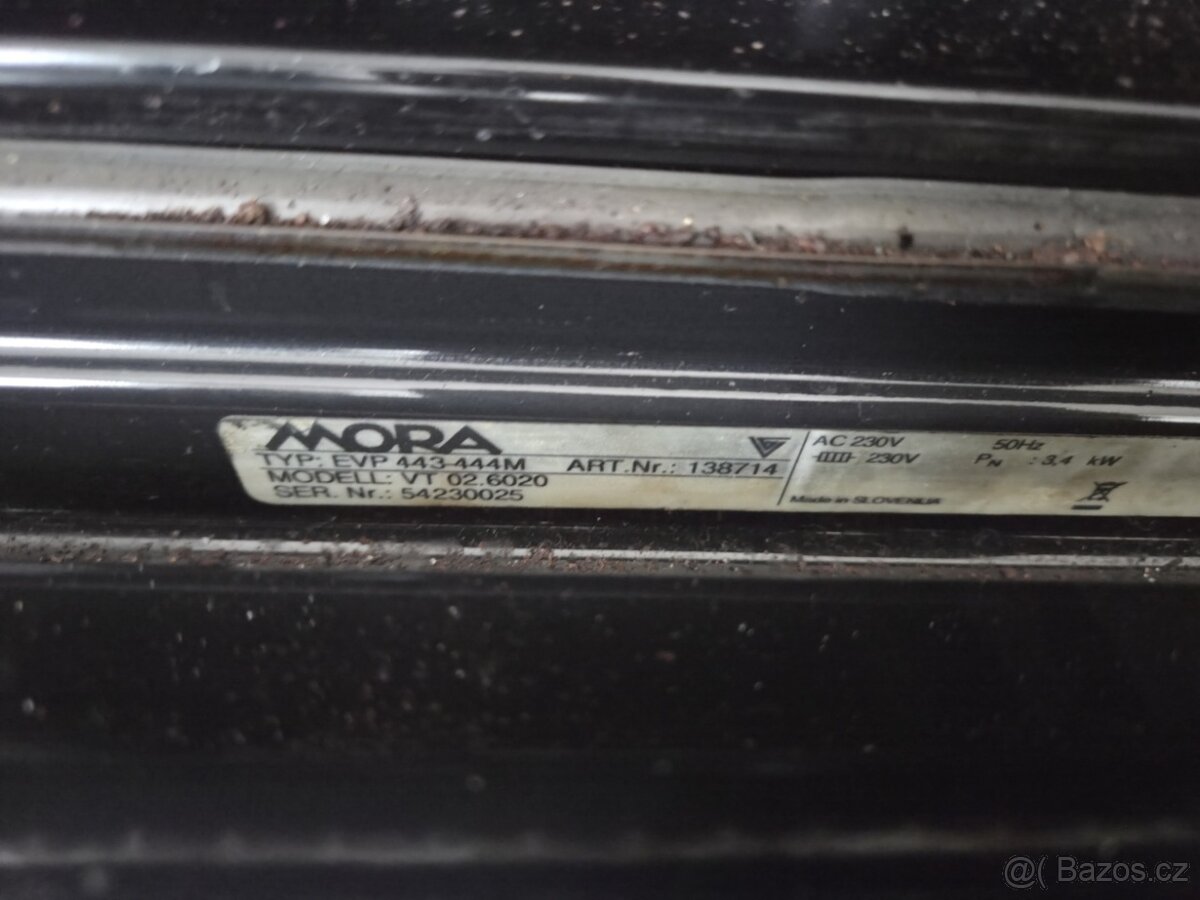 MORA
TYP: EVP 443-444M ART.Nr.: 138714
MODELL: VT 02.6020
SER. Nr.: 54230025
AC 230V 50Hz
230V PN : 3,4 kW
Made in SLOVENIJA
@( Bazos.cz